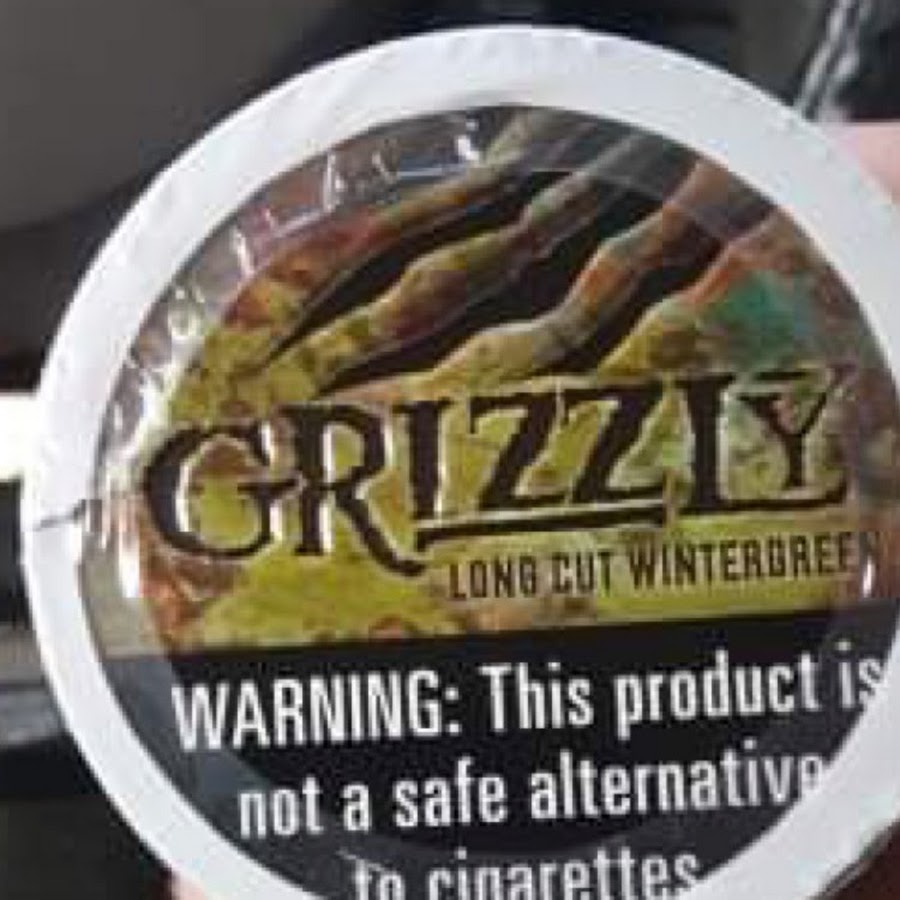 GRIZZLY
LONG CUT WINTERGREEN
WARNING: This product is
not a safe alternative
to cigarettes